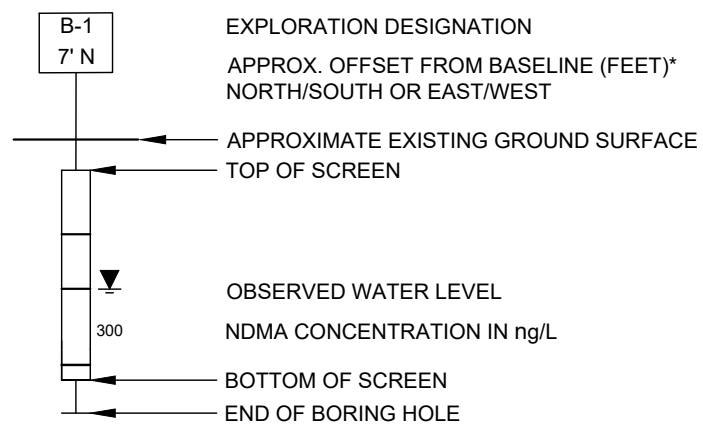 B-1
7' N
EXPLORATION DESIGNATION
APPROX. OFFSET FROM BASELINE (FEET)*
NORTH/SOUTH OR EAST/WEST
APPROXIMATE EXISTING GROUND SURFACE
TOP OF SCREEN
OBSERVED WATER LEVEL
300
NDMA CONCENTRATION IN ng/L
BOTTOM OF SCREEN
END OF BORING HOLE